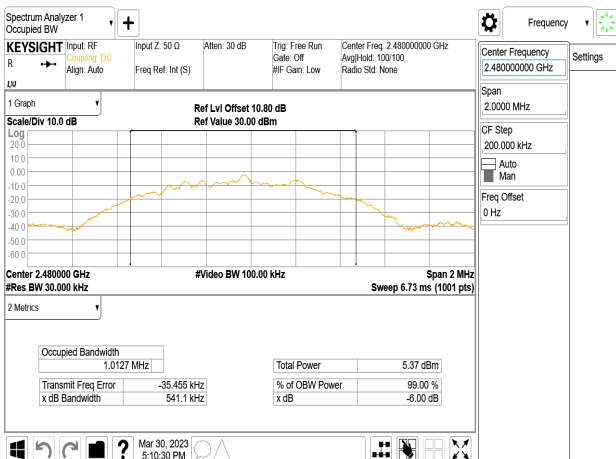 Spectrum Analyzer 1
Occupied BW
Frequency
KEYSIGHT
R
LXI
Input: RF
Coupling: DC
Align: Auto
Input Z: 50 Ω
Freq Ref: Int (S)
Atten: 30 dB
Trig: Free Run
Gate: Off
#IF Gain: Low
Center Freq: 2.480000000 GHz
Avg|Hold: 100/100
Radio Std: None
Center Frequency
2.480000000 GHz
Settings
Span
2.0000 MHz
CF Step
200.000 kHz
Auto
Man
Freq Offset
0 Hz
1 Graph
Scale/Div 10.0 dB
Ref Lvl Offset 10.80 dB
Ref Value 30.00 dBm
Log
20.0
10.0
0.00
-10.0
-20.0
-30.0
-40.0
-50.0
-60.0
Center 2.480000 GHz
#Res BW 30.000 kHz
#Video BW 100.00 kHz
Span 2 MHz
Sweep 6.73 ms (1001 pts)
2 Metrics
Occupied Bandwidth
1.0127 MHz
Total Power 5.37 dBm
Transmit Freq Error -35.455 kHz
% of OBW Power 99.00 %
x dB Bandwidth 541.1 kHz
x dB -6.00 dB
?
Mar 30, 2023
5:10:30 PM